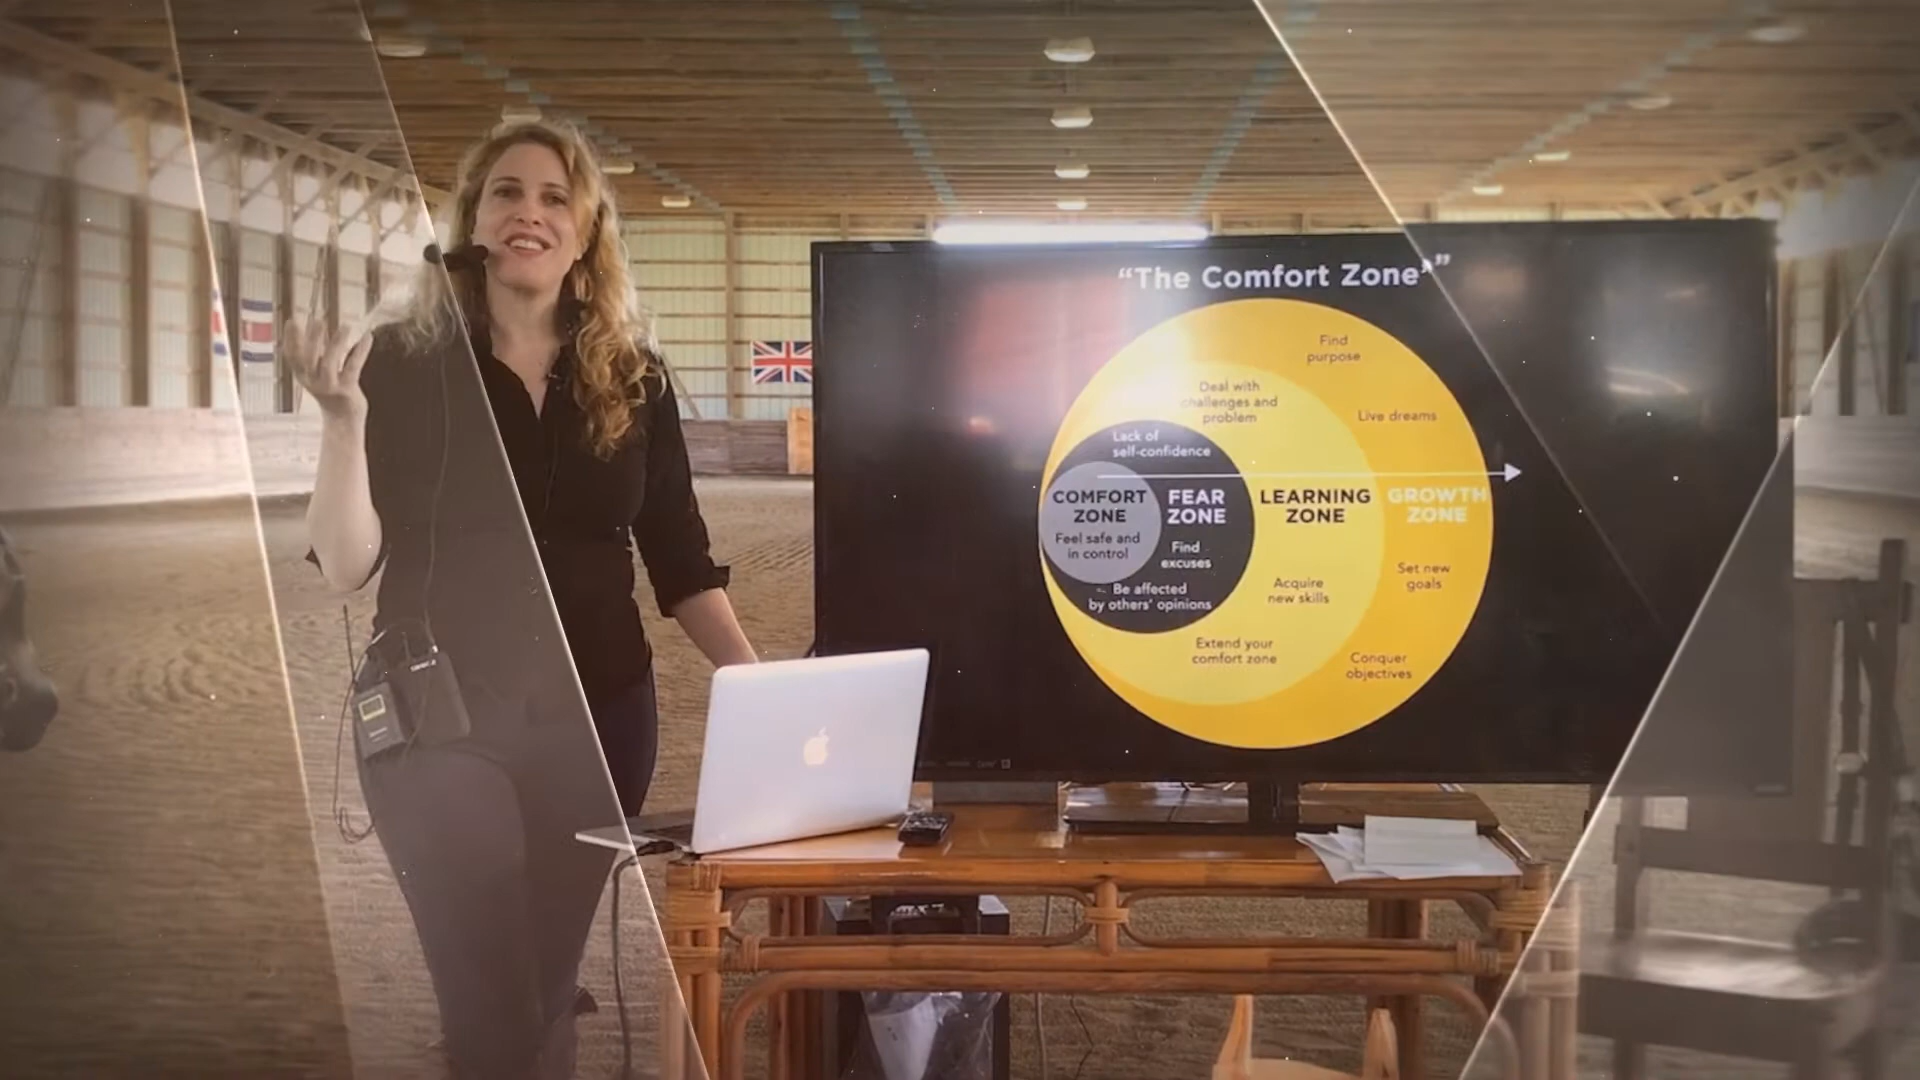 “The Comfort Zone”
Find
purpose
Deal with
challenges and
problem
Live dreams
Lack of
self-confidence
COMFORT
ZONE
Feel safe and
in control
FEAR
ZONE
Find
excuses
Be affected
by others' opinions
LEARNING
ZONE
Acquire
new skills
Extend your
comfort zone
GROWTH
ZONE
Set new
goals
Conquer
objectives